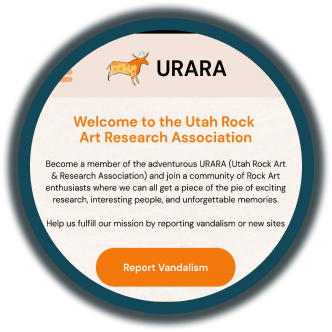 URARA
Welcome to the Utah Rock
Art Research Association
Become a member of the adventurous URARA (Utah Rock Art
& Research Association) and join a community of Rock Art
enthusiasts where we can all get a piece of the pie of exciting
research, interesting people, and unforgettable memories.
Help us fulfill our mission by reporting vandalism or new sites
Report Vandalism